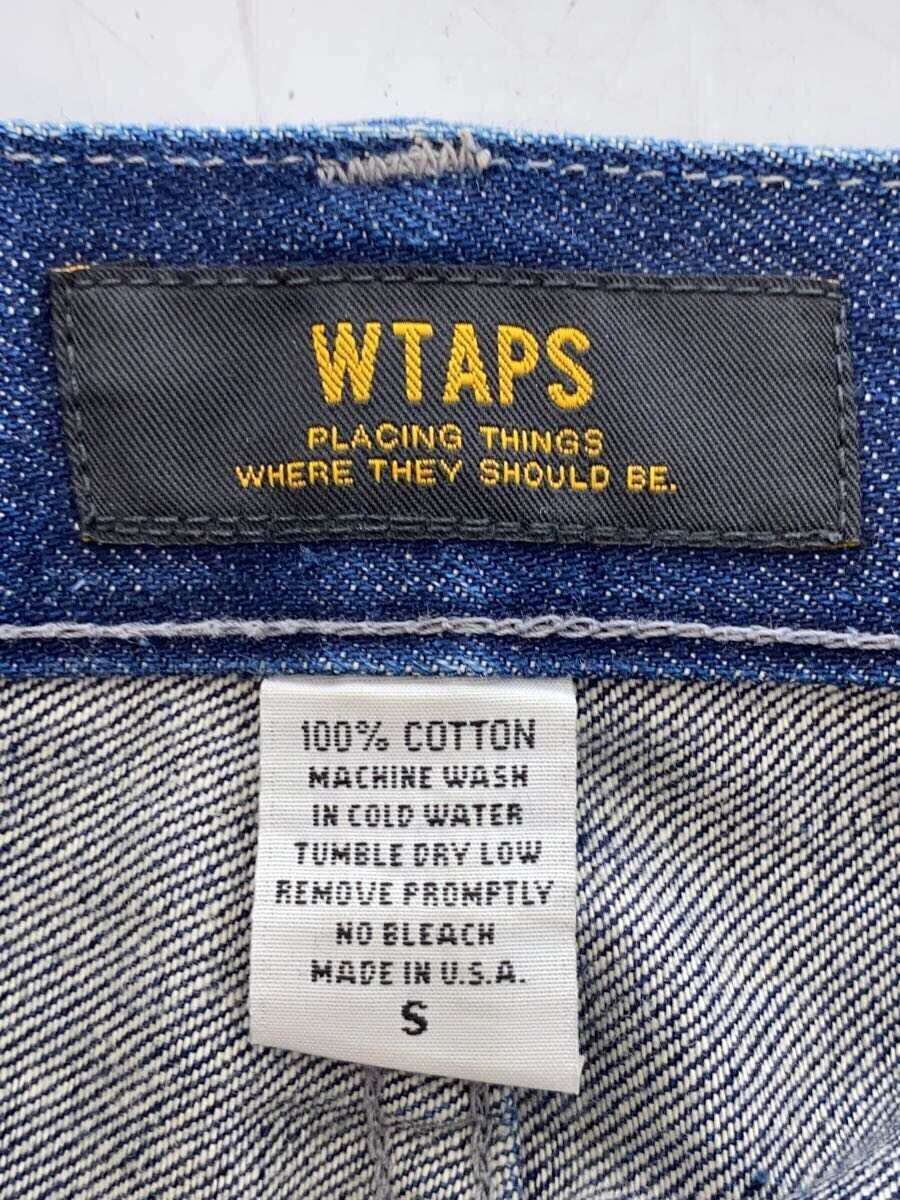 WTAPS
PLACING THINGS
WHERE THEY SHOULD BE.
100% COTTON
MACHINE WASH
IN COLD WATER
TUMBLE DRY LOW
REMOVE PROMPTLY
NO BLEACH
MADE IN U.S.A.
S